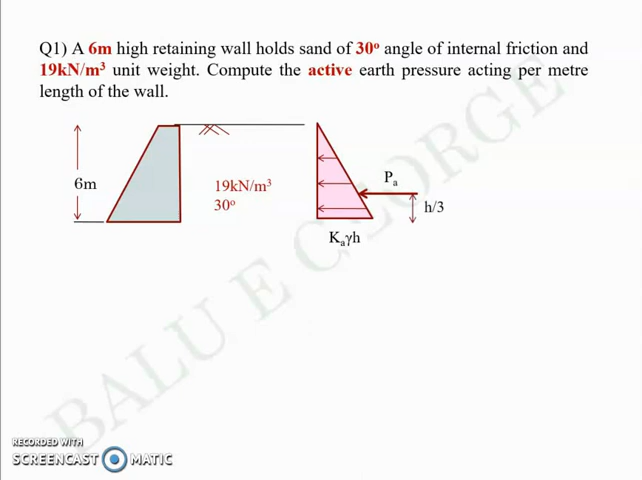 Q1) A 6m high retaining wall holds sand of 30° angle of internal friction and
19kN/m³ unit weight. Compute the active earth pressure acting per metre
length of the wall.
6m
19kN/m³
30°
Pₐ
h/3
Kₐγh
BALU E GEORGE
RECORDED WITH
SCREENCAST MATIC